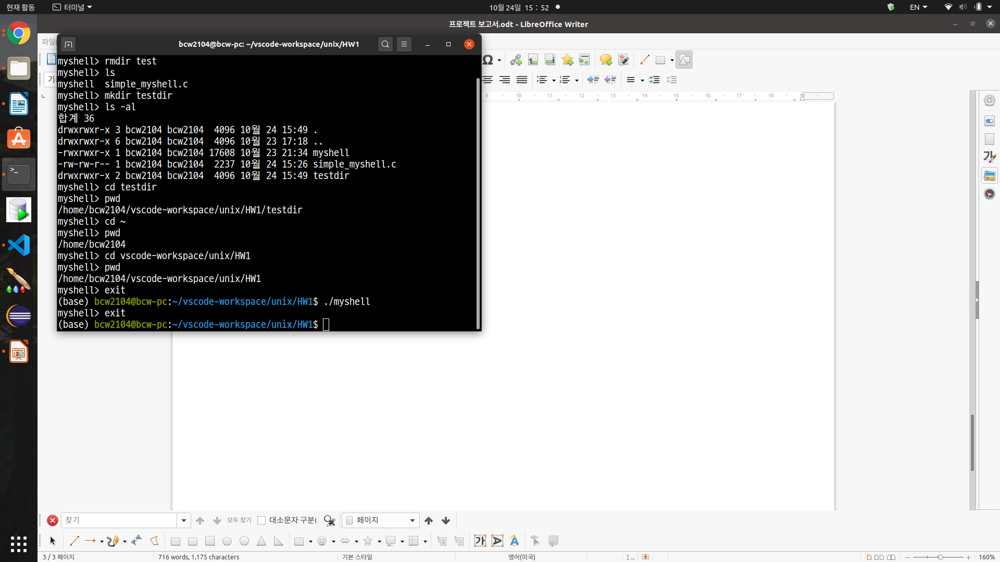 현재 활동
터미널
10월 24일 15 : 52
EN
프로젝트 보고서.odt - LibreOffice Writer
bcw2104@bcw-pc: ~/vscode-workspace/unix/HW1
myshell> rmdir test
myshell> ls
myshell  simple_myshell.c
myshell> mkdir testdir
myshell> ls -al
합계 36
drwxrwxr-x 3 bcw2104 bcw2104  4096 10월 24 15:49 .
drwxrwxr-x 6 bcw2104 bcw2104  4096 10월 23 17:18 ..
-rwxrwxr-x 1 bcw2104 bcw2104 17608 10월 23 21:34 myshell
-rw-rw-r-- 1 bcw2104 bcw2104  2237 10월 24 15:26 simple_myshell.c
drwxrwxr-x 2 bcw2104 bcw2104  4096 10월 24 15:49 testdir
myshell> cd testdir
myshell> pwd
/home/bcw2104/vscode-workspace/unix/HW1/testdir
myshell> cd ~
myshell> pwd
/home/bcw2104
myshell> cd vscode-workspace/unix/HW1
myshell> pwd
/home/bcw2104/vscode-workspace/unix/HW1
myshell> exit
(base) bcw2104@bcw-pc:~/vscode-workspace/unix/HW1$ ./myshell
myshell> exit
(base) bcw2104@bcw-pc:~/vscode-workspace/unix/HW1$
파일
9 10 11 12 13 14 15 16 17 18 19
찾기
모두 찾기
대소문자 구분(
페이지
3 / 3 페이지
716 words, 1,175 characters
기본 스타일
영어(미국)
160%